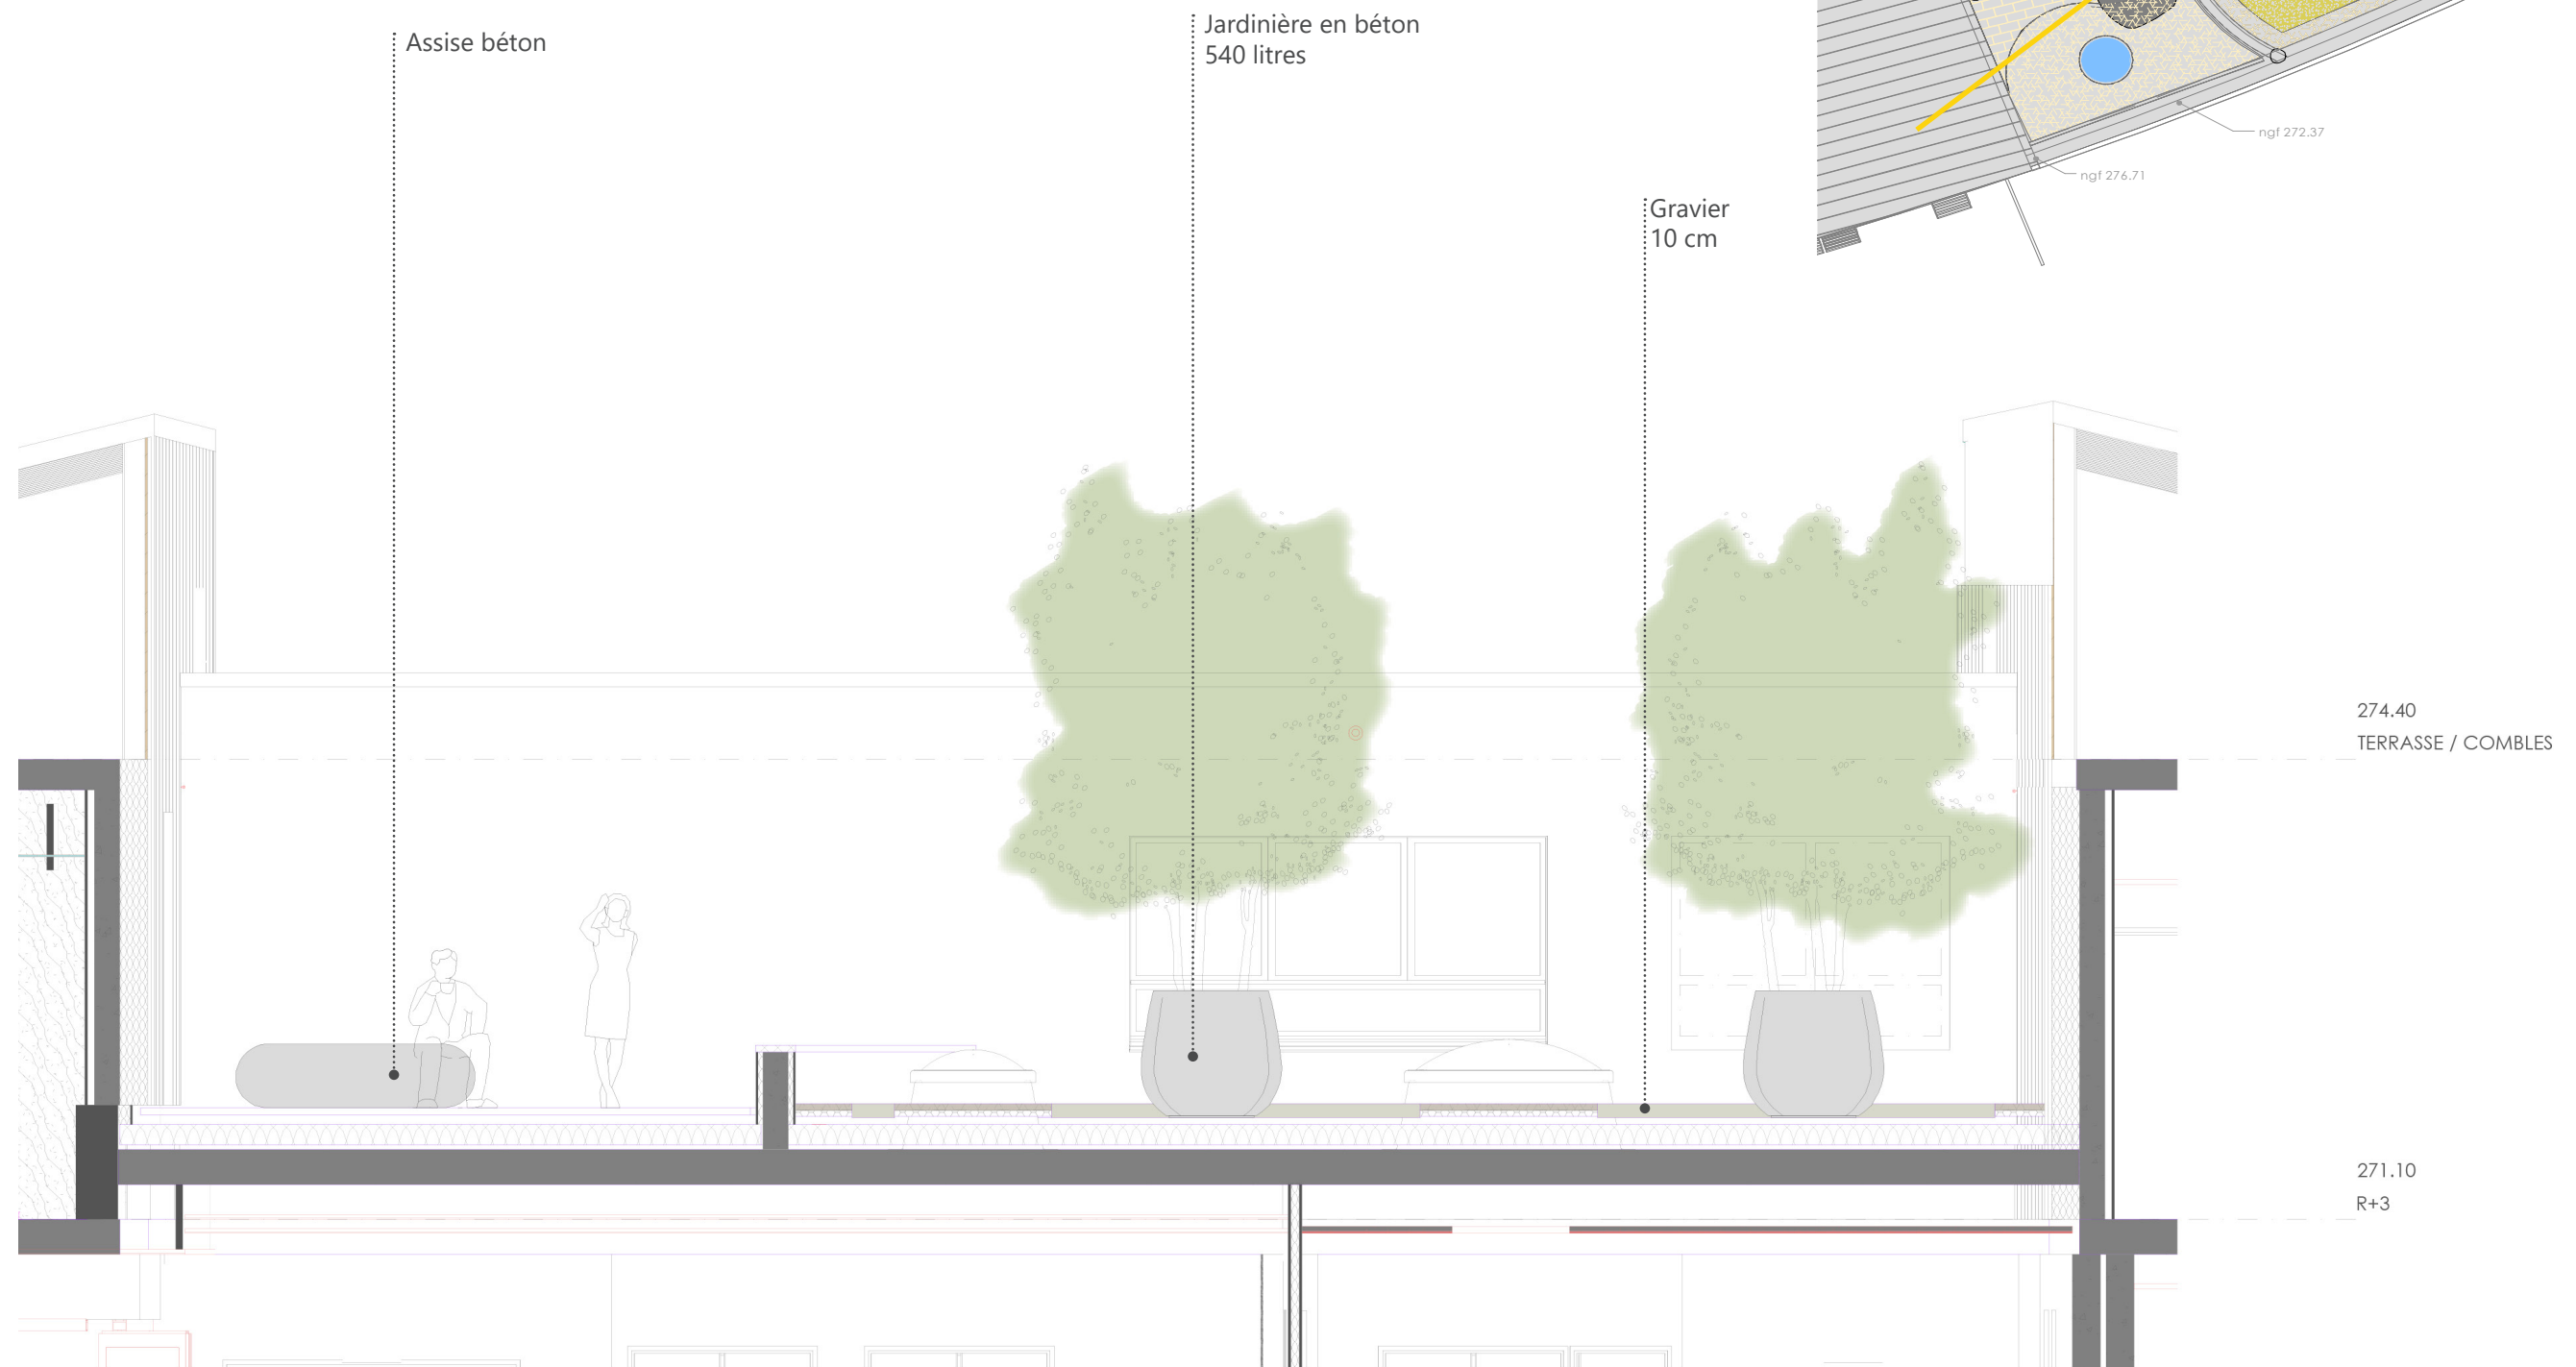 Assise béton
Jardinière en béton
540 litres
ngf 272.37
ngf 276.71
Gravier
10 cm
274.40
TERRASSE / COMBLES
271.10
R+3